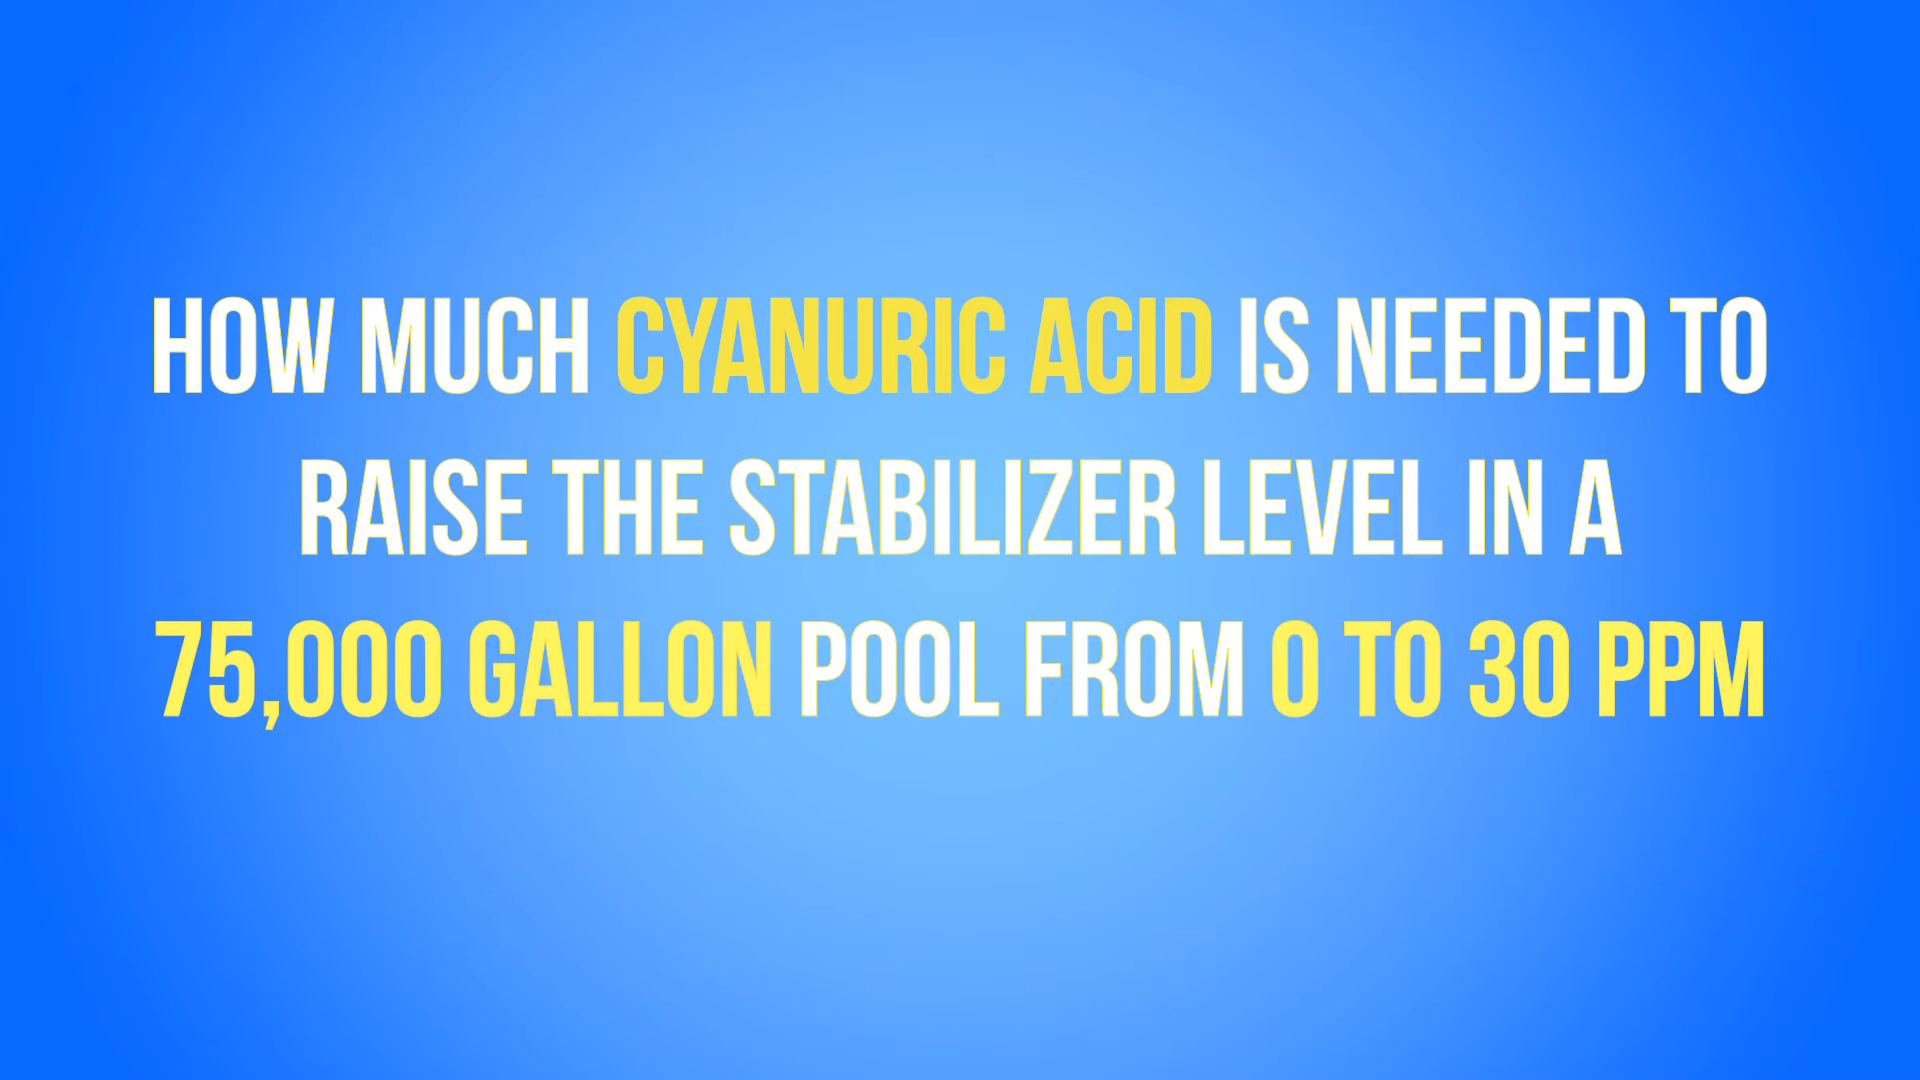 HOW MUCH CYANURIC ACID IS NEEDED TO
RAISE THE STABILIZER LEVEL IN A
75,000 GALLON POOL FROM 0 TO 30 PPM